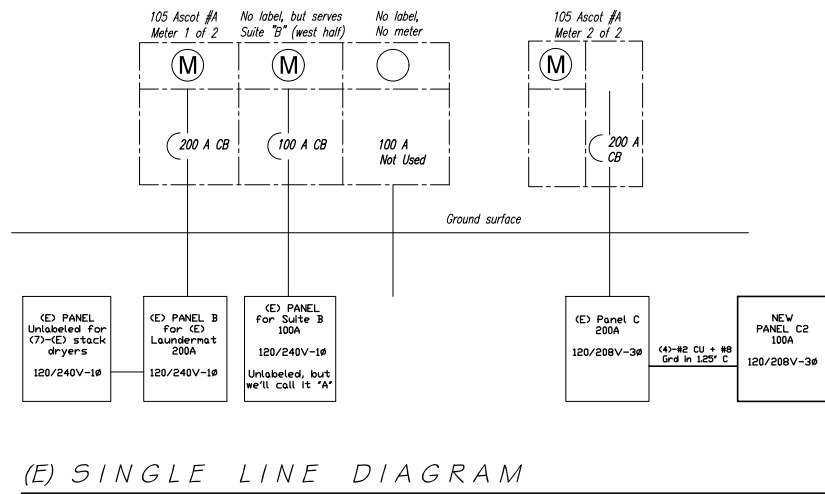 105 Ascot #A
Meter 1 of 2
No label, but serves
Suite "B" (west half)
No label,
No meter
105 Ascot #A
Meter 2 of 2
M
M
M
200 A CB
100 A CB
100 A
Not Used
200 A
CB
Ground surface
(E) PANEL
Unlabeled for
(7)-(E) stack
dryers
120/240V-1ø
(E) PANEL B
for (E)
Laundermat
200A
120/240V-1ø
(E) PANEL
for Suite B
100A
120/240V-1ø
Unlabeled, but
we'll call it "A"
(E) Panel C
200A
120/208V-3ø
(4)-#2 CU + #8
Grd in 1.25" C
NEW
PANEL C2
100A
120/208V-3ø
(E) SINGLE LINE DIAGRAM